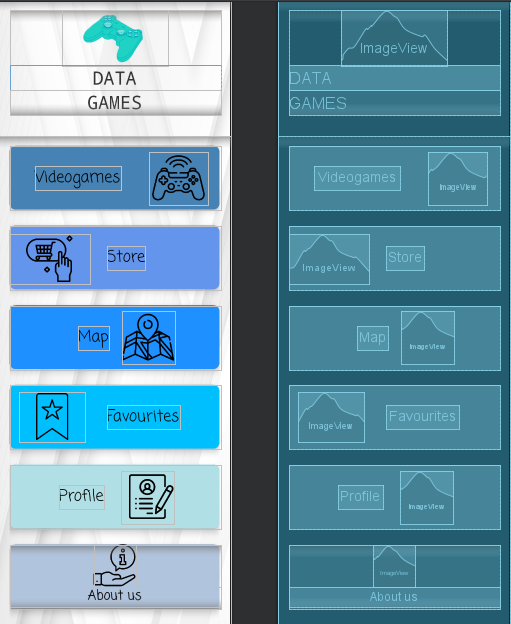 DATA
GAMES
Videogames
Store
Map
Favourites
Profile
About us
ImageView
DATA
GAMES
Videogames
ImageView
ImageView
Store
Map
ImageView
ImageView
Favourites
Profile
ImageView
ImageView
About us